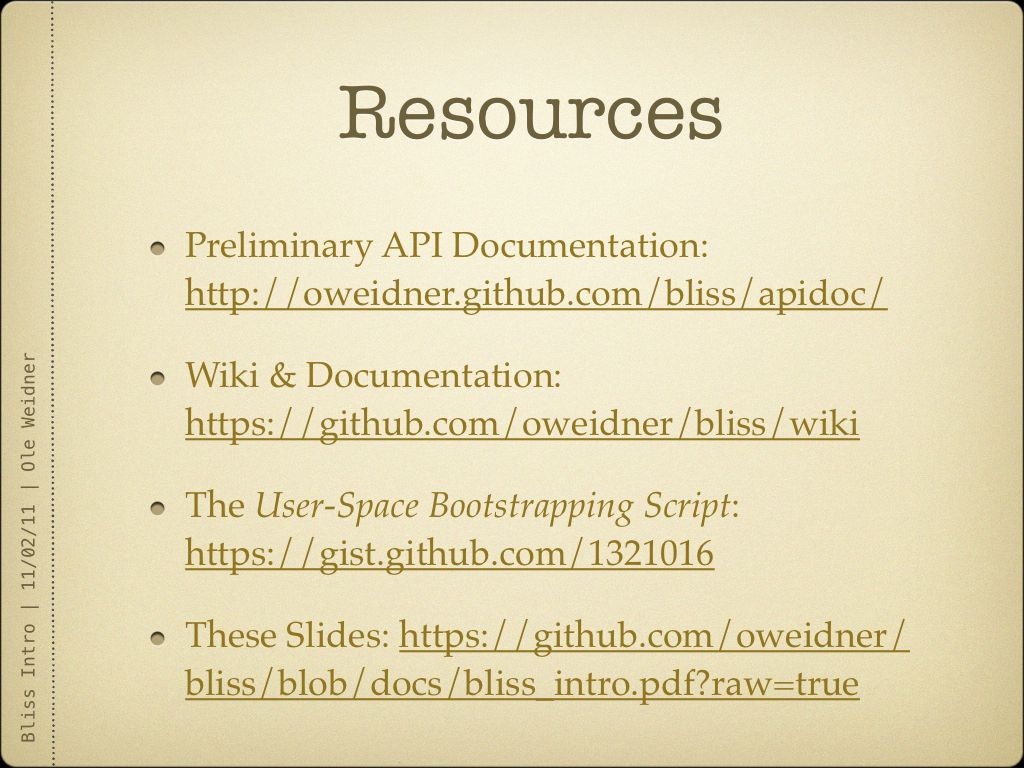 Resources
Preliminary API Documentation:
http://oweidner.github.com/bliss/apidoc/
Wiki & Documentation:
https://github.com/oweidner/bliss/wiki
The User-Space Bootstrapping Script:
https://gist.github.com/1321016
These Slides: https://github.com/oweidner/
bliss/blob/docs/bliss_intro.pdf?raw=true
Bliss Intro | 11/02/11 | Ole Weidner